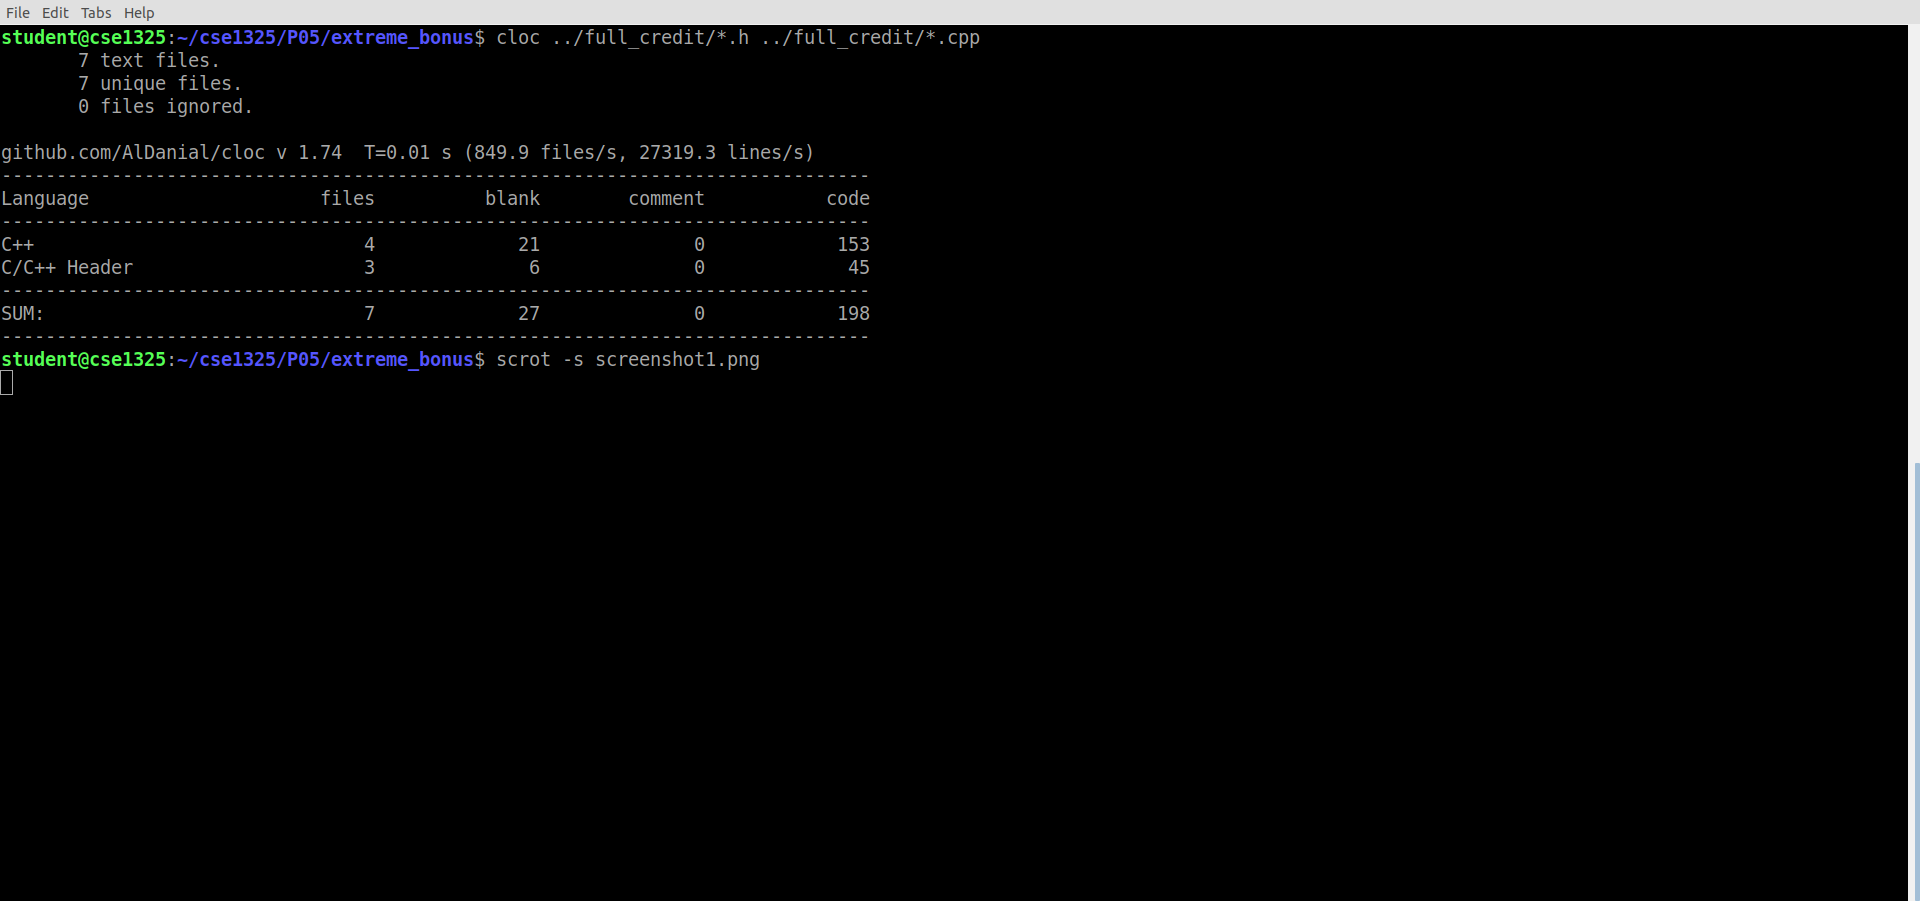 File Edit Tabs Help
student@cse1325:~/cse1325/P05/extreme_bonus$ cloc ../full_credit/*.h ../full_credit/*.cpp
       7 text files.
       7 unique files.
       0 files ignored.

github.com/AlDanial/cloc v 1.74  T=0.01 s (849.9 files/s, 27319.3 lines/s)
-------------------------------------------------------------------------------
Language                     files          blank        comment           code
-------------------------------------------------------------------------------
C++                              4             21              0            153
C/C++ Header                     3              6              0             45
-------------------------------------------------------------------------------
SUM:                             7             27              0            198
-------------------------------------------------------------------------------
student@cse1325:~/cse1325/P05/extreme_bonus$ scrot -s screenshot1.png